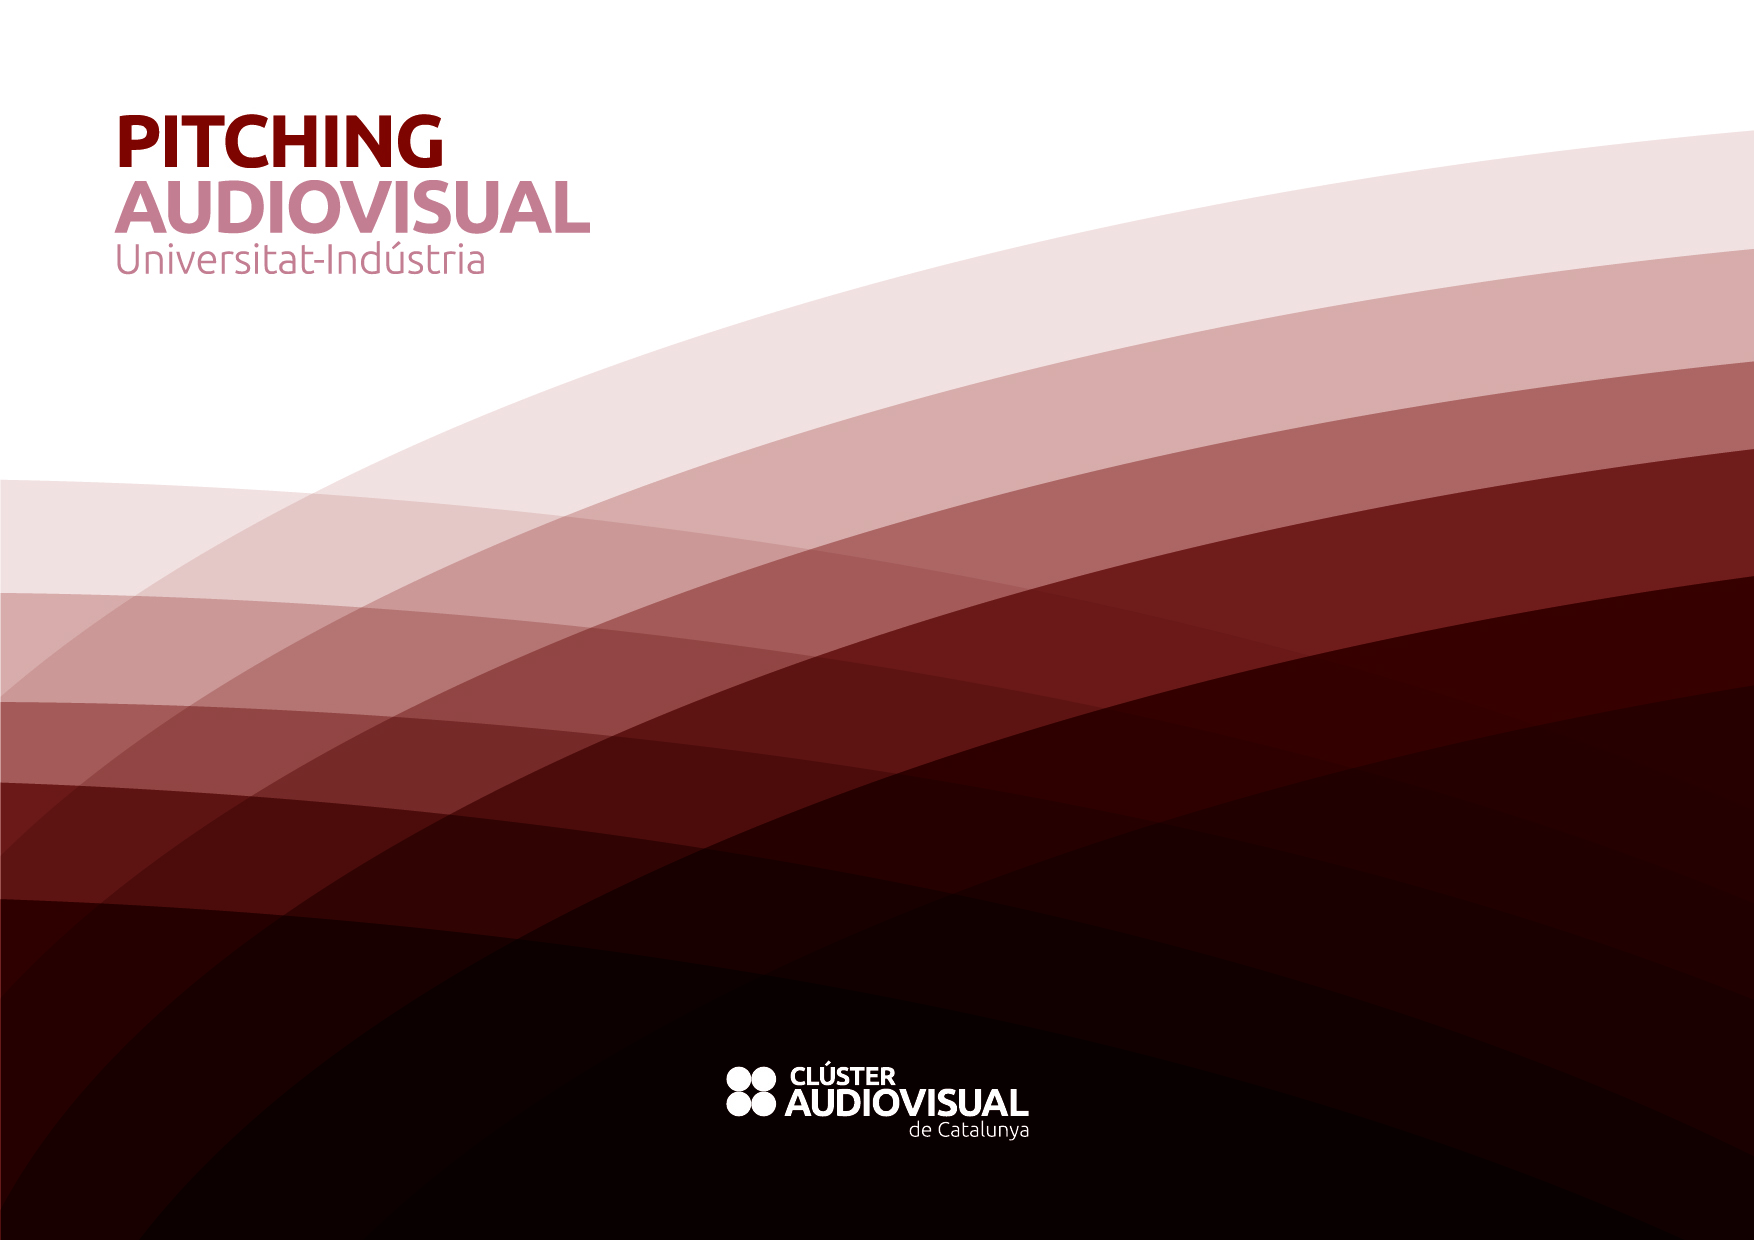 PITCHING
AUDIOVISUAL
Universitat-Indústria
CLÚSTER
AUDIOVISUAL
de Catalunya